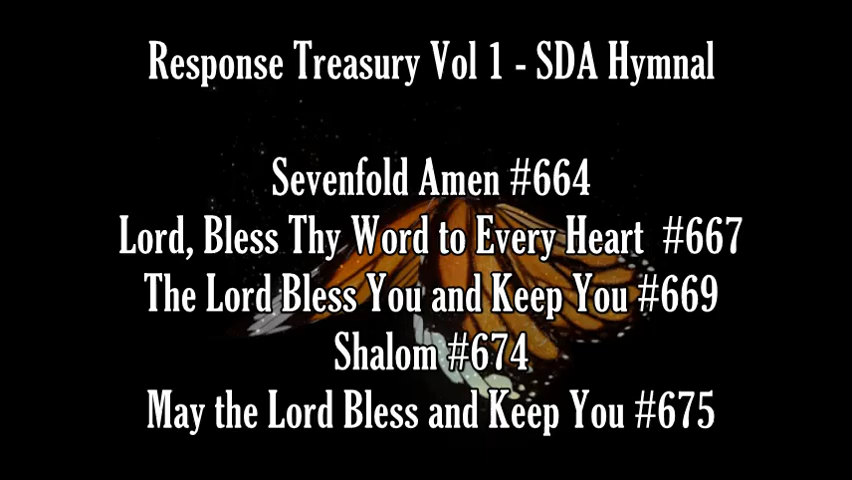 Response Treasury Vol 1 - SDA Hymnal
Sevenfold Amen #664
Lord, Bless Thy Word to Every Heart #667
The Lord Bless You and Keep You #669
Shalom #674
May the Lord Bless and Keep You #675